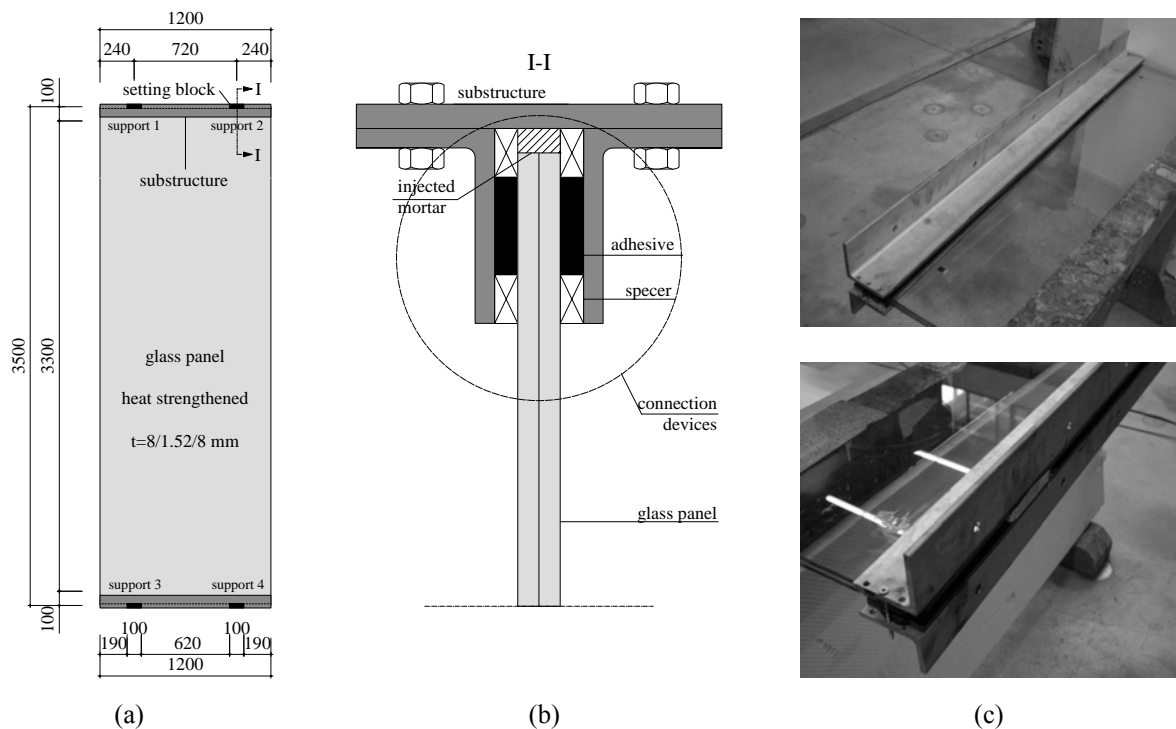 1200
240 720 240
100
setting block
I
support 1 support 2
I
substructure
3500
3300
glass panel
heat strengthened
t=8/1.52/8 mm
support 3 support 4
100
100 100
190 620 190
1200
(a)
I-I
substructure
injected
mortar
adhesive
specer
connection
devices
glass panel
(b)
(c)